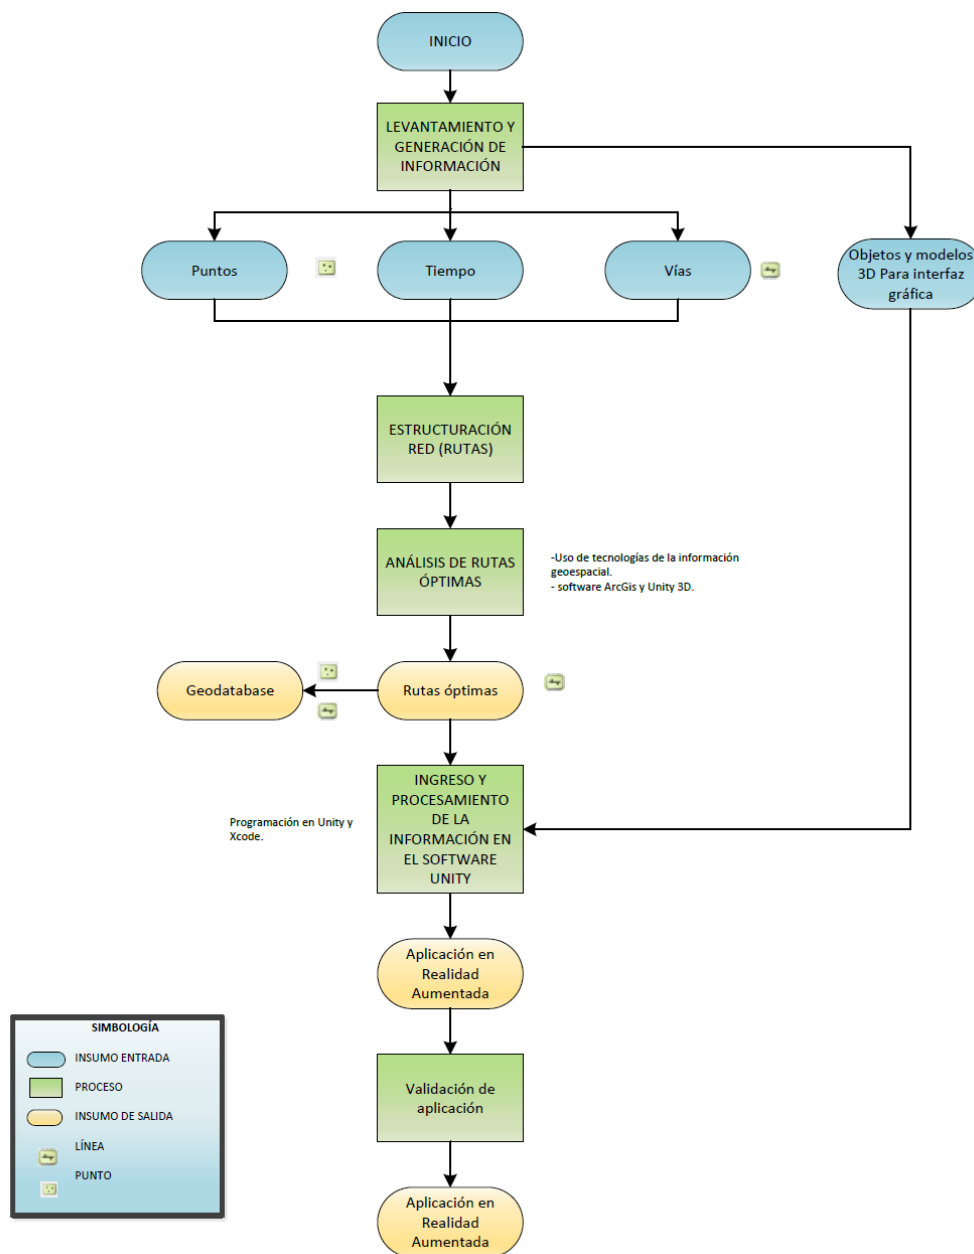 INICIO
LEVANTAMIENTO Y
GENERACIÓN DE
INFORMACIÓN
Puntos
Tiempo
Vías
Objetos y modelos
3D Para interfaz
gráfica
ESTRUCTURACIÓN
RED (RUTAS)
ANÁLISIS DE RUTAS
ÓPTIMAS
-Uso de tecnologías de la información
geoespacial.
- software ArcGis y Unity 3D.
Geodatabase
Rutas óptimas
INGRESO Y
PROCESAMIENTO
DE LA
INFORMACIÓN EN
EL SOFTWARE
UNITY
Programación en Unity y
Xcode.
Aplicación en
Realidad
Aumentada
Validación de
aplicación
Aplicación en
Realidad
Aumentada
SIMBOLOGÍA
INSUMO ENTRADA
PROCESO
INSUMO DE SALIDA
LÍNEA
PUNTO